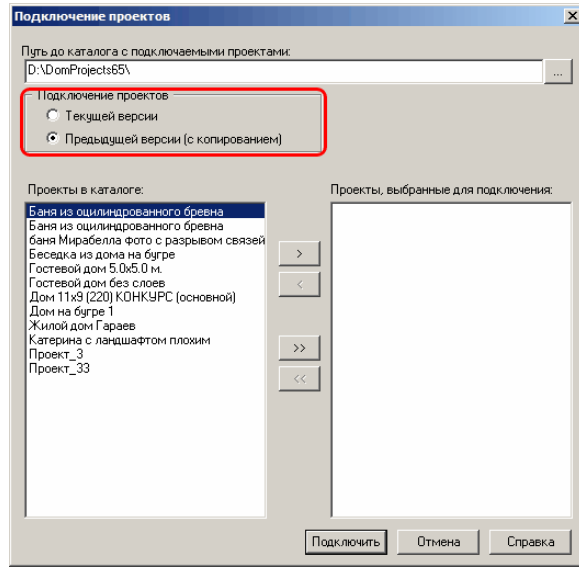 Подключение проектов
Путь до каталога с подключаемыми проектами:
D:\DomProjects65\
...
Подключение проектов
Текущей версии
Предыдущей версии (с копированием)
Проекты в каталоге:
Проекты, выбранные для подключения:
Баня из оцилиндрованного бревна
Баня из оцилиндрованного бревна
баня Мирабелла фото с разрывом связей
Беседка из дома на бугре
Гостевой дом 5.0x5.0 м.
Гостевой дом без слоев
Дом 11x9 (220) КОНКУРС (основной)
Дом на бугре 1
Жилой дом Гараев
Катерина с ландшафтом плохим
Проект_3
Проект_33
>
<
>>
<<
Подключить
Отмена
Справка